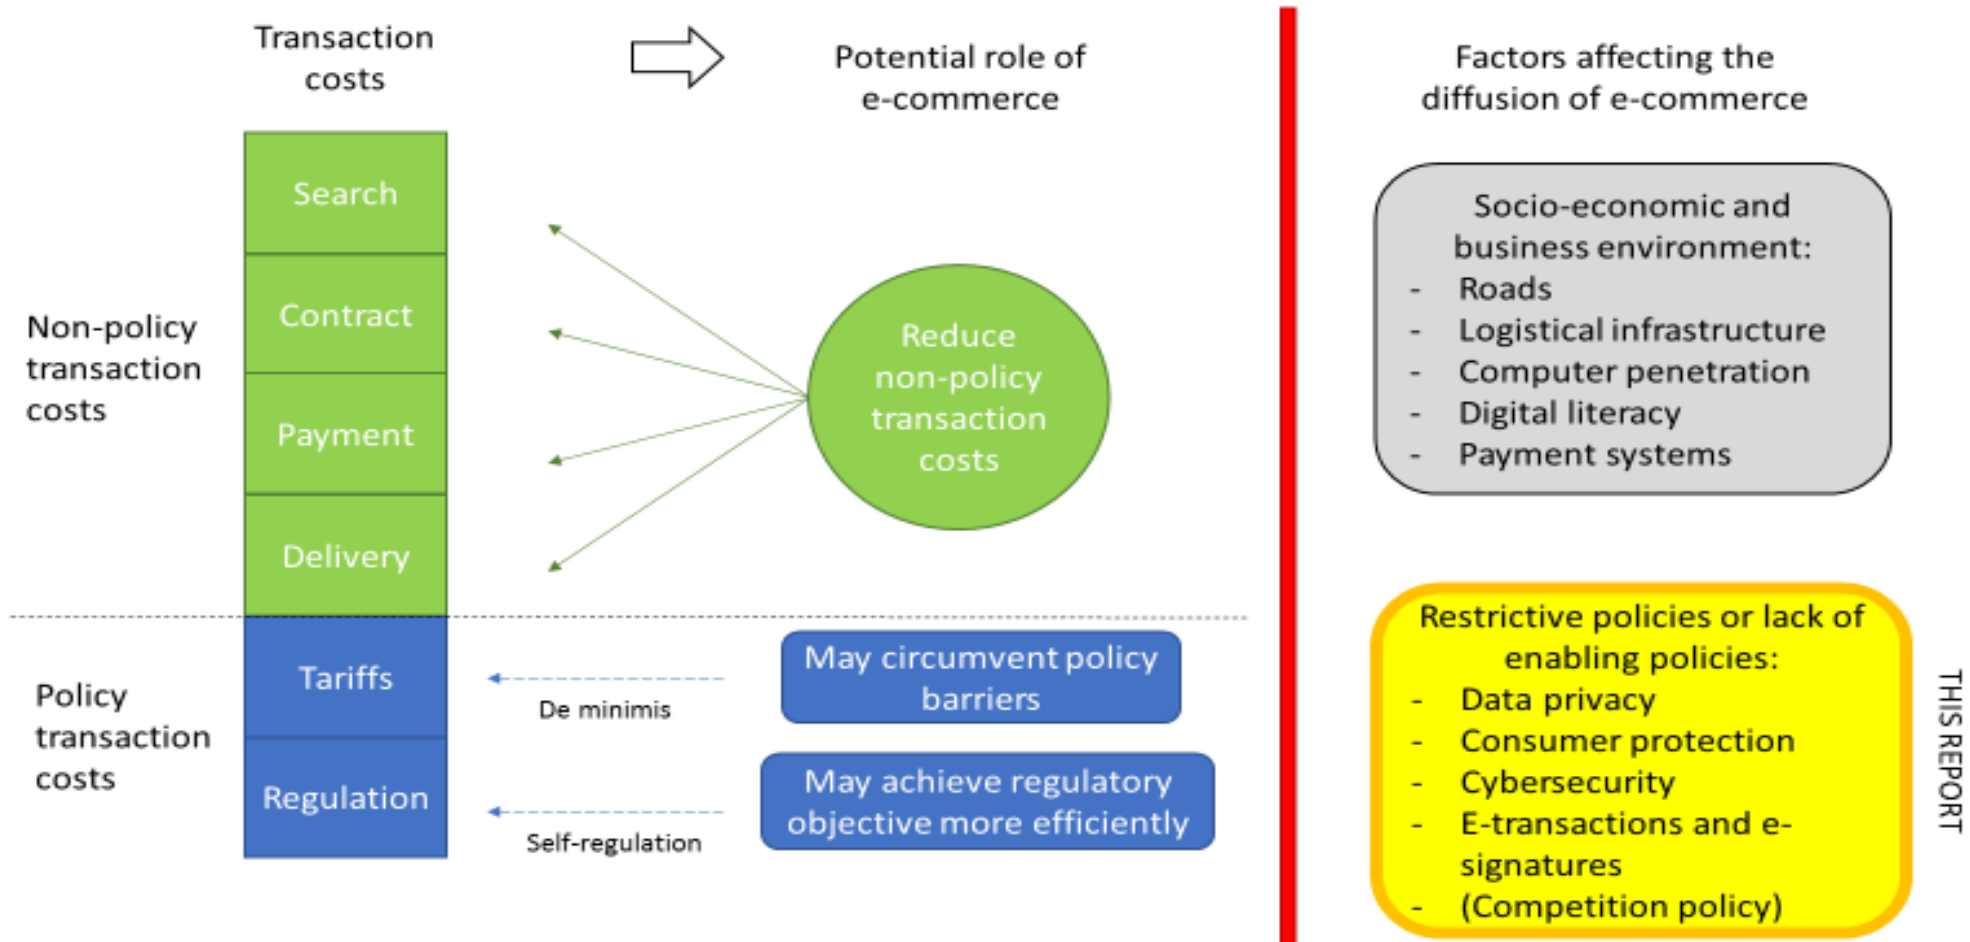 Transaction
costs
Potential role of
e-commerce
Factors affecting the
diffusion of e-commerce
Non-policy
transaction
costs
Search
Contract
Payment
Delivery
Reduce
non-policy
transaction
costs
Policy
transaction
costs
Tariffs
Regulation
De minimis
Self-regulation
May circumvent policy
barriers
May achieve regulatory
objective more efficiently
Socio-economic and
business environment:
- Roads
- Logistical infrastructure
- Computer penetration
- Digital literacy
- Payment systems
Restrictive policies or lack of
enabling policies:
- Data privacy
- Consumer protection
- Cybersecurity
- E-transactions and e-
signatures
- (Competition policy)
THIS REPORT